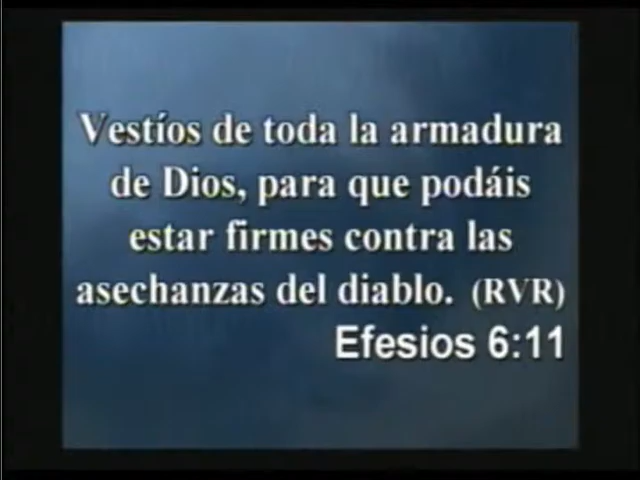 Vestíos de toda la armadura
de Dios, para que podáis
estar firmes contra las
asechanzas del diablo. (RVR)
Efesios 6:11